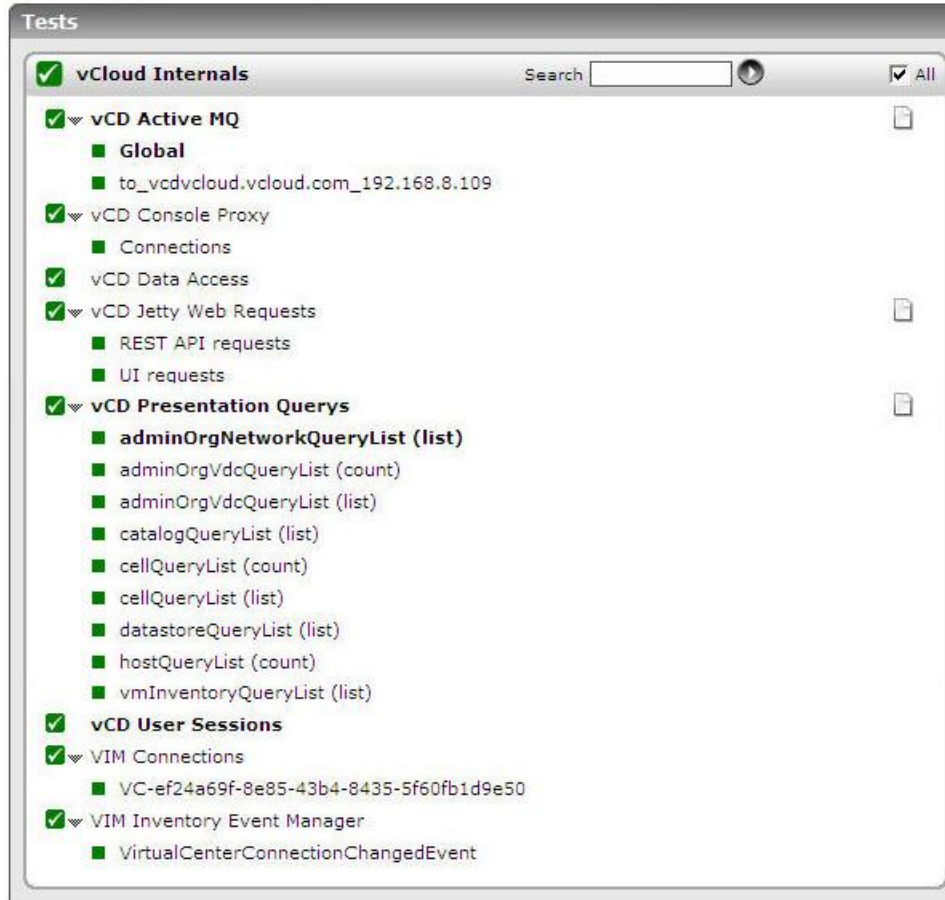 Tests
vCloud Internals Search All
vCD Active MQ
Global
to_vcdvcloud.vcloud.com_192.168.8.109
vCD Console Proxy
Connections
vCD Data Access
vCD Jetty Web Requests
REST API requests
UI requests
vCD Presentation Querys
adminOrgNetworkQueryList (list)
adminOrgVdcQueryList (count)
adminOrgVdcQueryList (list)
catalogQueryList (list)
cellQueryList (count)
cellQueryList (list)
datastoreQueryList (list)
hostQueryList (count)
vmInventoryQueryList (list)
vCD User Sessions
VIM Connections
VC-ef24a69f-8e85-43b4-8435-5f60fb1d9e50
VIM Inventory Event Manager
VirtualCenterConnectionChangedEvent